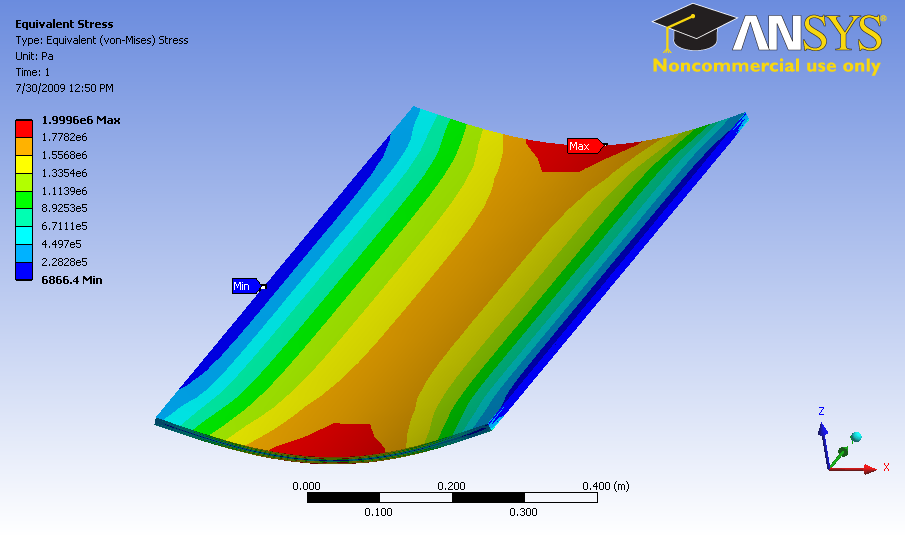 Equivalent Stress
Type: Equivalent (von-Mises) Stress
Unit: Pa
Time: 1
7/30/2009 12:50 PM
ANSYS®
Noncommercial use only
1.9996e6 Max
1.7782e6
1.5568e6
1.3354e6
1.1139e6
8.9253e5
6.7111e5
4.497e5
2.2828e5
6866.4 Min
Max
Min
Z
X
0.000 0.200 0.400 (m)
0.100 0.300